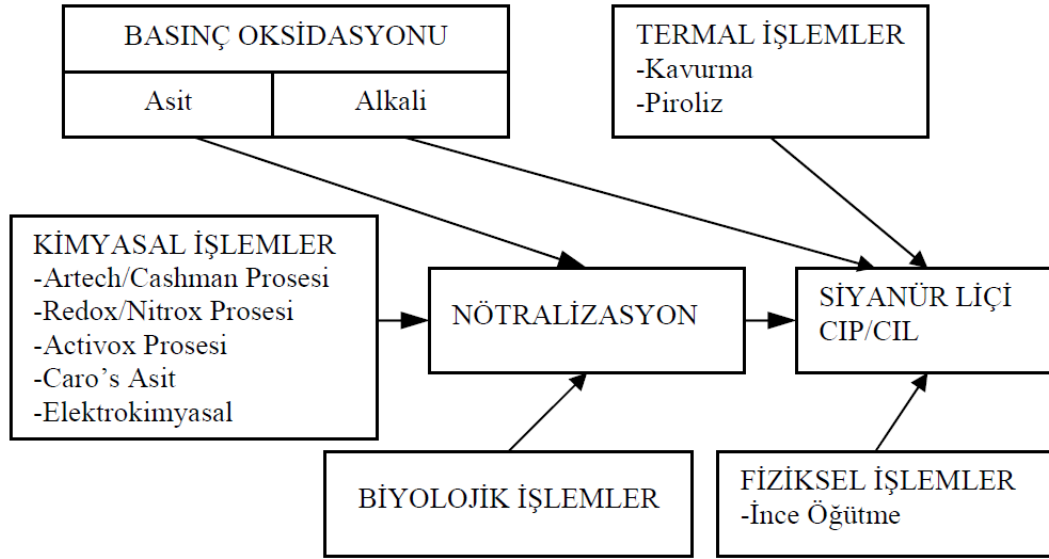 BASINÇ OKSİDASYONU
Asit
Alkali
TERMAL İŞLEMLER
-Kavurma
-Piroliz
KİMYASAL İŞLEMLER
-Artech/Cashman Prosesi
-Redox/Nitrox Prosesi
-Activox Prosesi
-Caro’s Asit
-Elektrokimyasal
NÖTRALİZASYON
SİYANÜR LİÇİ
CIP/CIL
BİYOLOJİK İŞLEMLER
FİZİKSEL İŞLEMLER
-İnce Öğütme